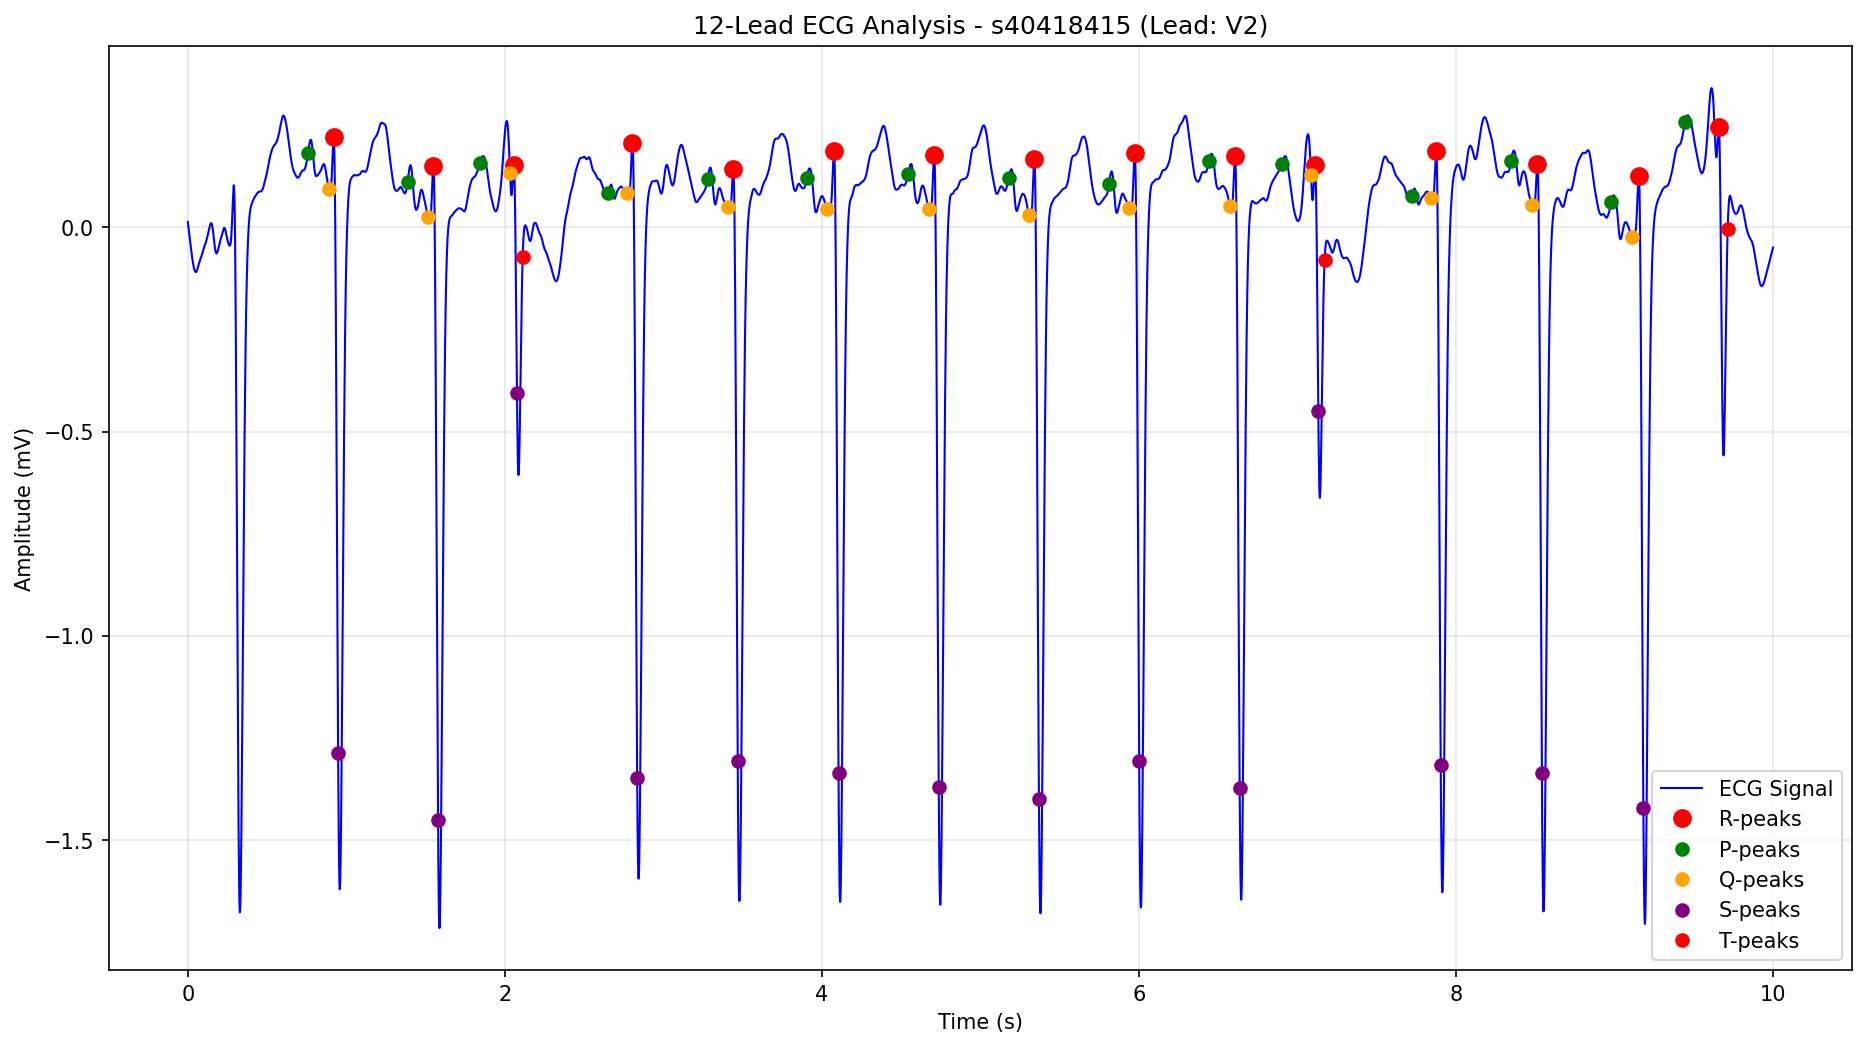 12-Lead ECG Analysis - s40418415 (Lead: V2)
Amplitude (mV)
0.0
−0.5
−1.0
−1.5
0
2
4
6
8
10
Time (s)
ECG Signal
R-peaks
P-peaks
Q-peaks
S-peaks
T-peaks